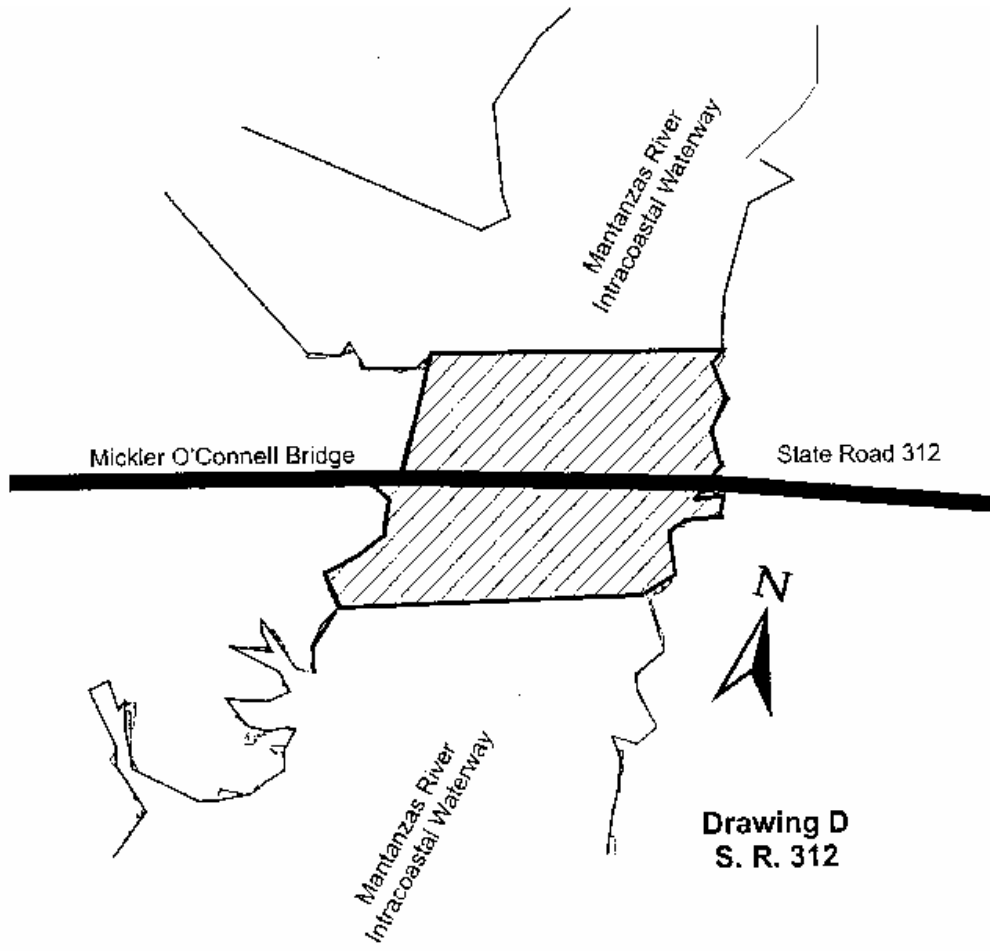 Mantanzas River
Intracoastal Waterway
Mickler O'Connell Bridge
State Road 312
N
Mantanzas River
Intracoastal Waterway
Drawing D
S. R. 312